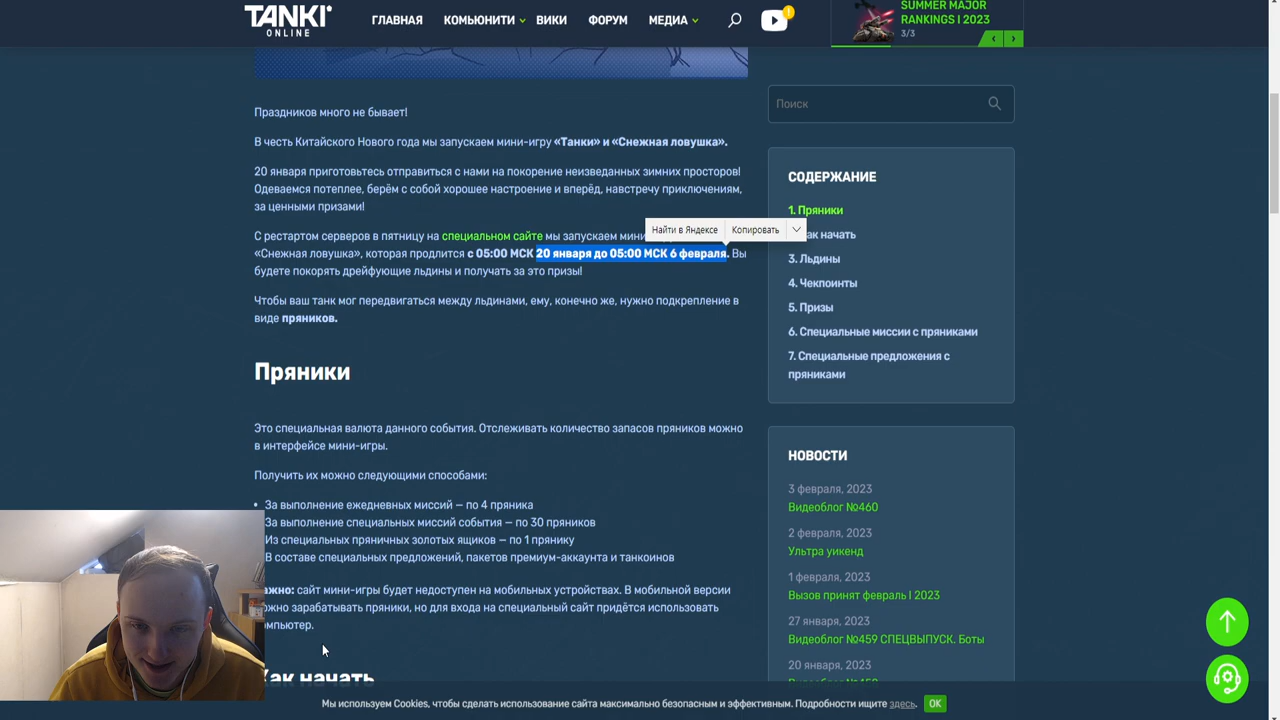 TANKI
ONLINE
ГЛАВНАЯ
КОМЬЮНИТИ
ВИКИ
ФОРУМ
МЕДИА
!
SUMMER MAJOR
RANKINGS I 2023
3/3
Праздников много не бывает!
В честь Китайского Нового года мы запускаем мини-игру «Танки» и «Снежная ловушка».
20 января приготовьтесь отправиться с нами на покорение неизведанных зимних просторов!
Одеваемся потеплее, берём с собой хорошее настроение и вперёд, навстречу приключениям,
за ценными призами!
С рестартом серверов в пятницу на специальном сайте мы запускаем мини
Найти в Яндексе
Копировать
«Снежная ловушка», которая продлится с 05:00 МСК 20 января до 05:00 МСК 6 февраля. Вы
будете покорять дрейфующие льдины и получать за это призы!
Чтобы ваш танк мог передвигаться между льдинами, ему, конечно же, нужно подкрепление в
виде пряников.
Пряники
Это специальная валюта данного события. Отслеживать количество запасов пряников можно
в интерфейсе мини-игры.
Получить их можно следующими способами:
• За выполнение ежедневных миссий — по 4 пряника
За выполнение специальных миссий события — по 30 пряников
Из специальных пряничных золотых ящиков — по 1 прянику
В составе специальных предложений, пакетов премиум-аккаунта и танкоинов
ажно: сайт мини-игры будет недоступен на мобильных устройствах. В мобильной версии
ожно зарабатывать пряники, но для входа на специальный сайт придётся использовать
омпьютер.
Как начать
Поиск
СОДЕРЖАНИЕ
1. Пряники
ак начать
3. Льдины
4. Чекпоинты
5. Призы
6. Специальные миссии с пряниками
7. Специальные предложения с
пряниками
НОВОСТИ
3 февраля, 2023
Видеоблог №460
2 февраля, 2023
Ультра уикенд
1 февраля, 2023
Вызов принят февраль I 2023
27 января, 2023
Видеоблог №459 СПЕЦВЫПУСК. Боты
20 января, 2023
Мы используем Cookies, чтобы сделать использование сайта максимально безопасным и эффективным. Подробности ищите здесь.
OK